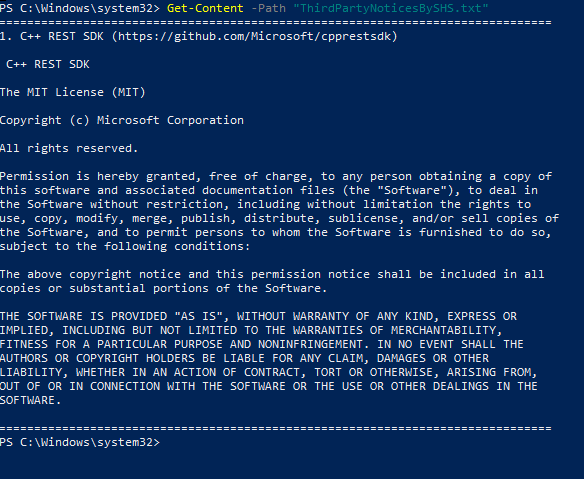 PS C:\Windows\system32> Get-Content -Path "ThirdPartyNoticesBySHS.txt"
===============================================================================
1. C++ REST SDK (https://github.com/Microsoft/cpprestsdk)
C++ REST SDK
The MIT License (MIT)
Copyright (c) Microsoft Corporation
All rights reserved.
Permission is hereby granted, free of charge, to any person obtaining a copy of
this software and associated documentation files (the "Software"), to deal in
the Software without restriction, including without limitation the rights to
use, copy, modify, merge, publish, distribute, sublicense, and/or sell copies of
the Software, and to permit persons to whom the Software is furnished to do so,
subject to the following conditions:
The above copyright notice and this permission notice shall be included in all
copies or substantial portions of the Software.
THE SOFTWARE IS PROVIDED "AS IS", WITHOUT WARRANTY OF ANY KIND, EXPRESS OR
IMPLIED, INCLUDING BUT NOT LIMITED TO THE WARRANTIES OF MERCHANTABILITY,
FITNESS FOR A PARTICULAR PURPOSE AND NONINFRINGEMENT. IN NO EVENT SHALL THE
AUTHORS OR COPYRIGHT HOLDERS BE LIABLE FOR ANY CLAIM, DAMAGES OR OTHER
LIABILITY, WHETHER IN AN ACTION OF CONTRACT, TORT OR OTHERWISE, ARISING FROM,
OUT OF OR IN CONNECTION WITH THE SOFTWARE OR THE USE OR OTHER DEALINGS IN THE
SOFTWARE.
===============================================================================
PS C:\Windows\system32>